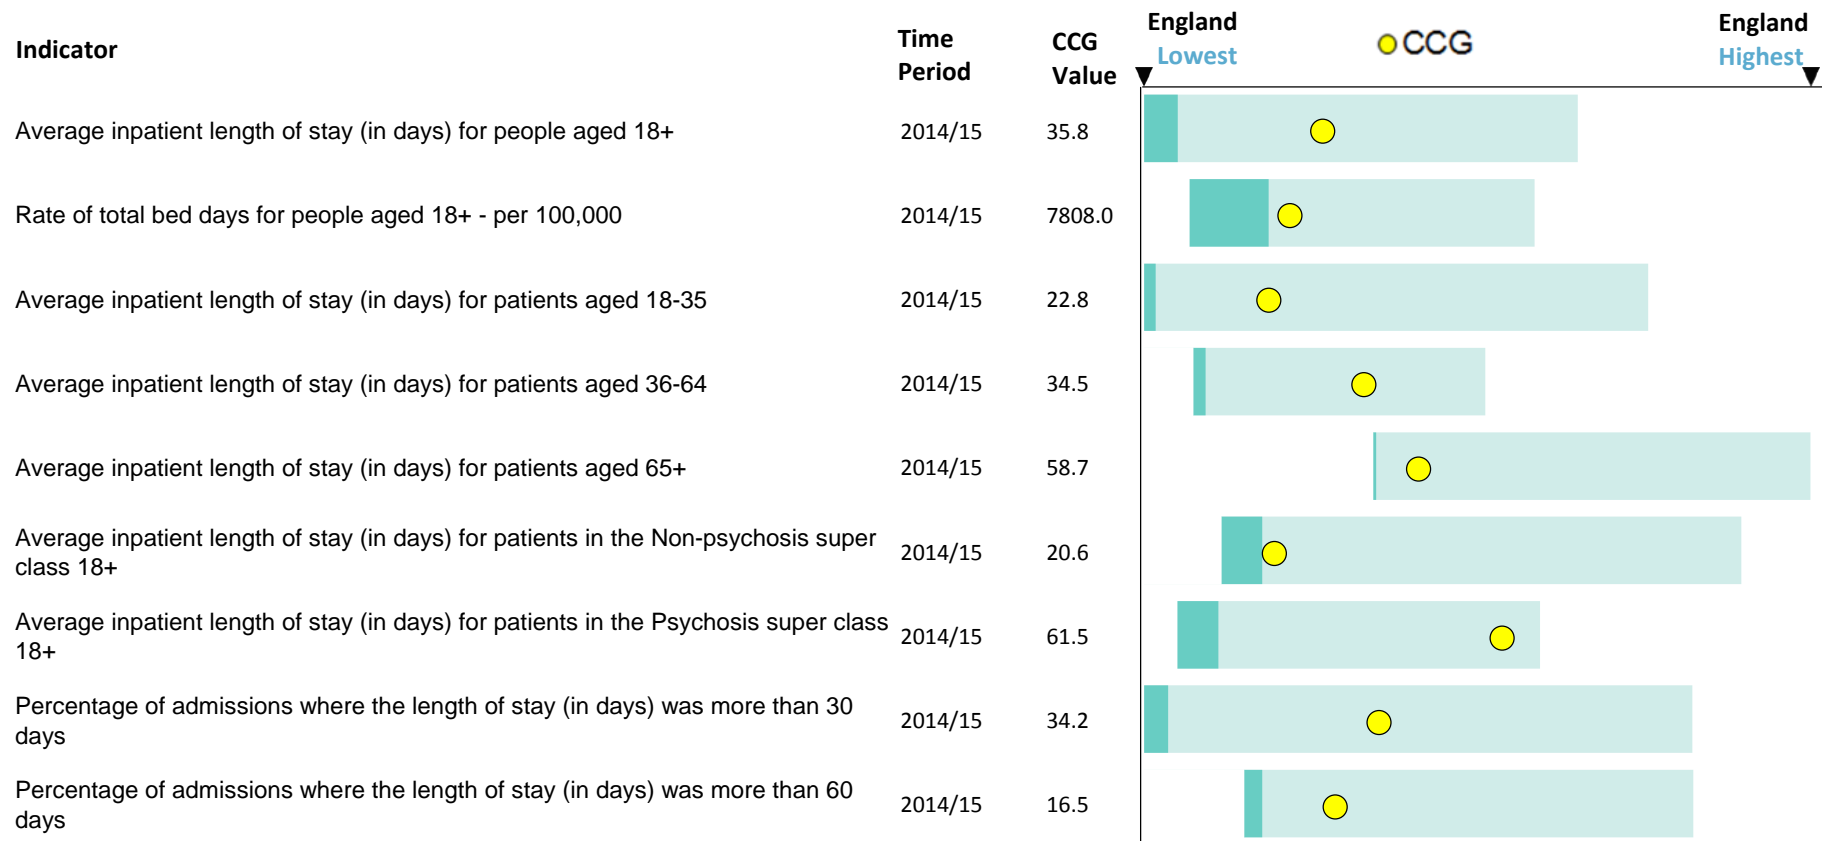 Indicator
Time Period
CCG Value
England Lowest
CCG
England Highest
Average inpatient length of stay (in days) for people aged 18+ 2014/15 35.8
Rate of total bed days for people aged 18+ - per 100,000 2014/15 7808.0
Average inpatient length of stay (in days) for patients aged 18-35 2014/15 22.8
Average inpatient length of stay (in days) for patients aged 36-64 2014/15 34.5
Average inpatient length of stay (in days) for patients aged 65+ 2014/15 58.7
Average inpatient length of stay (in days) for patients in the Non-psychosis super
class 18+ 2014/15 20.6
Average inpatient length of stay (in days) for patients in the Psychosis super class
18+ 2014/15 61.5
Percentage of admissions where the length of stay (in days) was more than 30
days 2014/15 34.2
Percentage of admissions where the length of stay (in days) was more than 60
days 2014/15 16.5